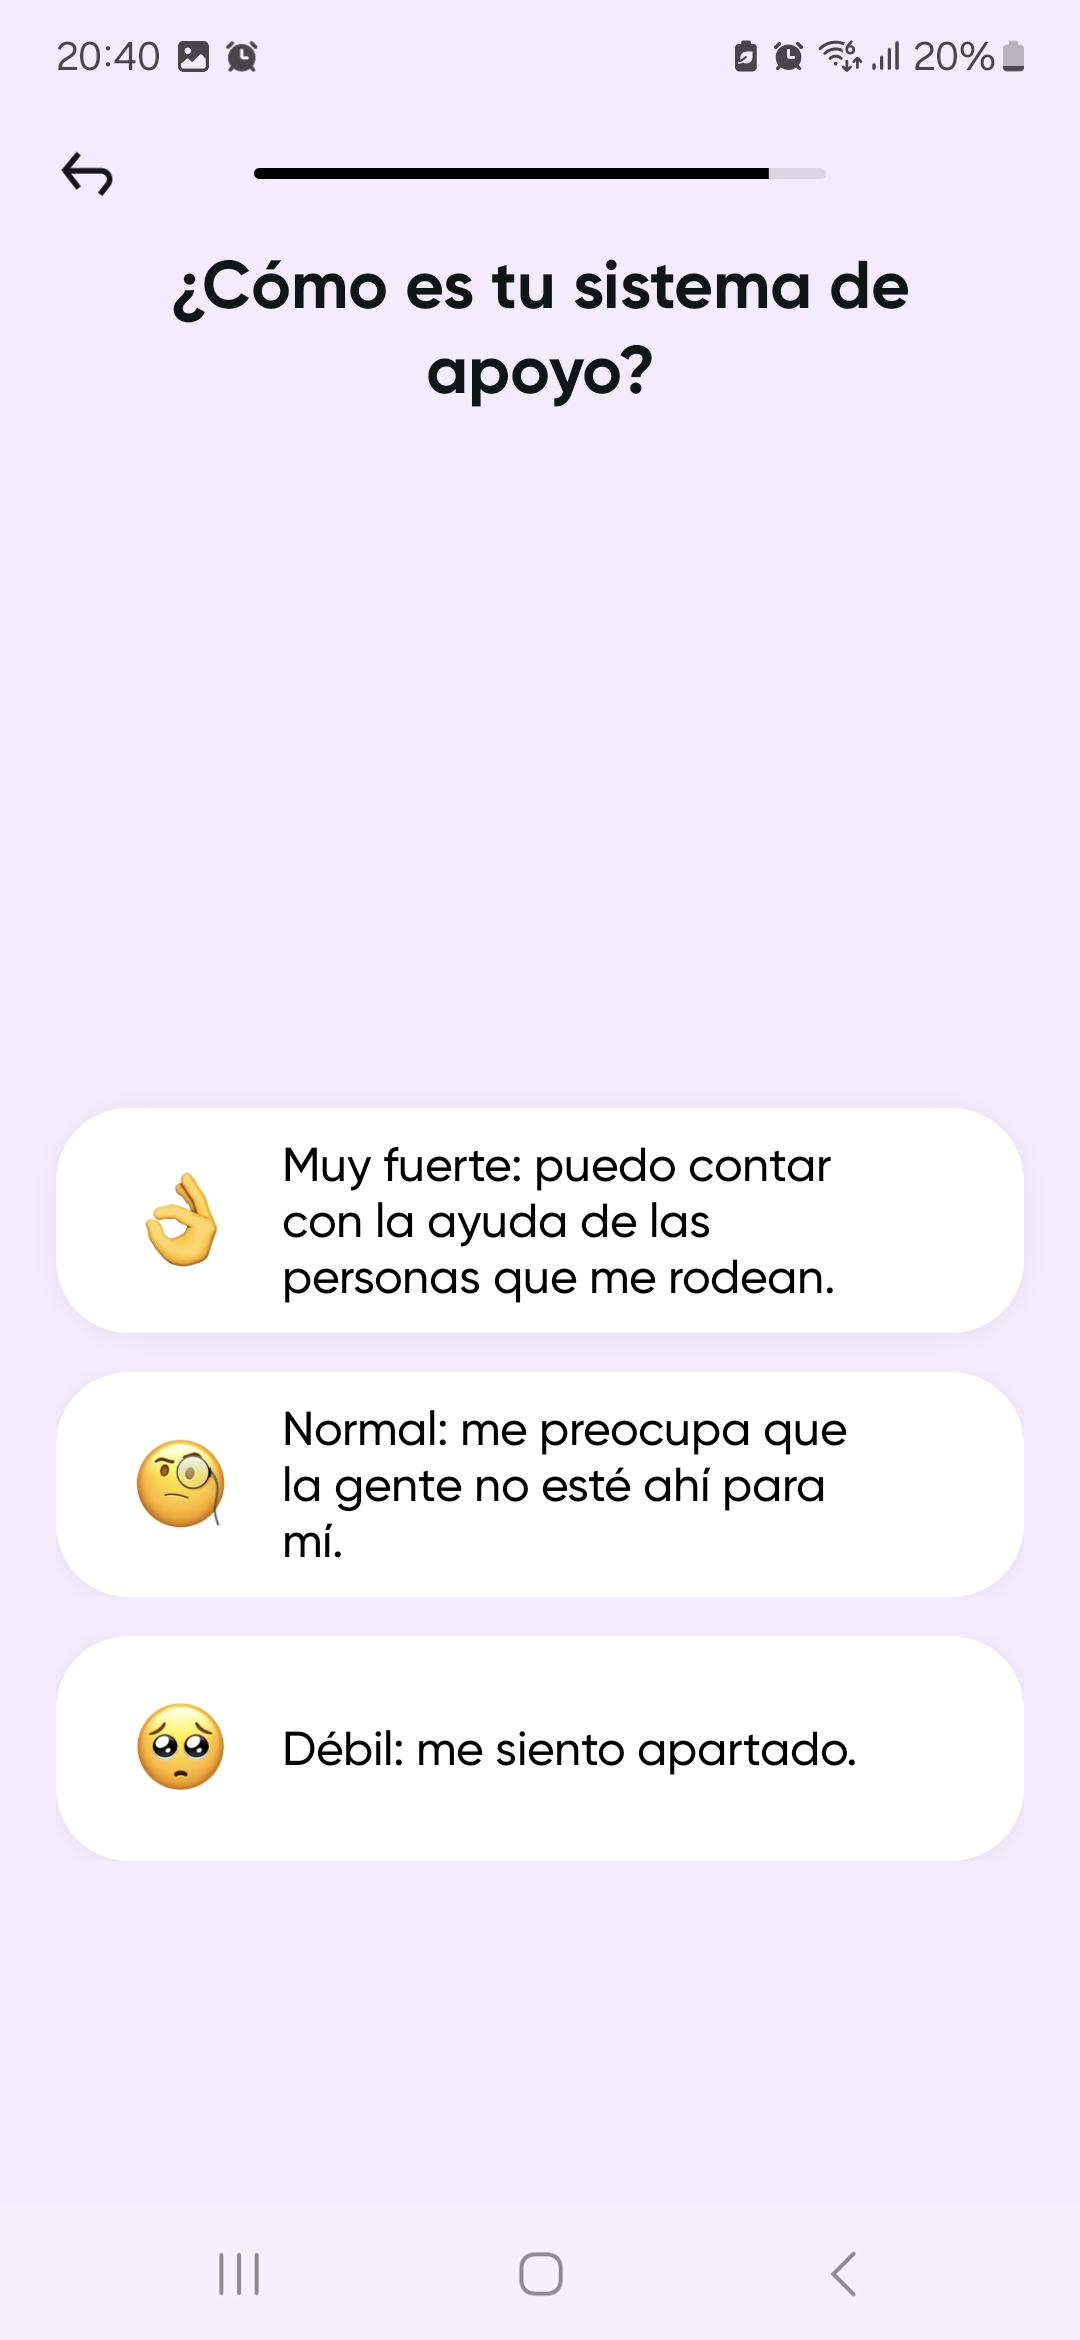 20:40
20%
¿Cómo es tu sistema de
apoyo?
Muy fuerte: puedo contar
con la ayuda de las
personas que me rodean.
Normal: me preocupa que
la gente no esté ahí para
mí.
Débil: me siento apartado.